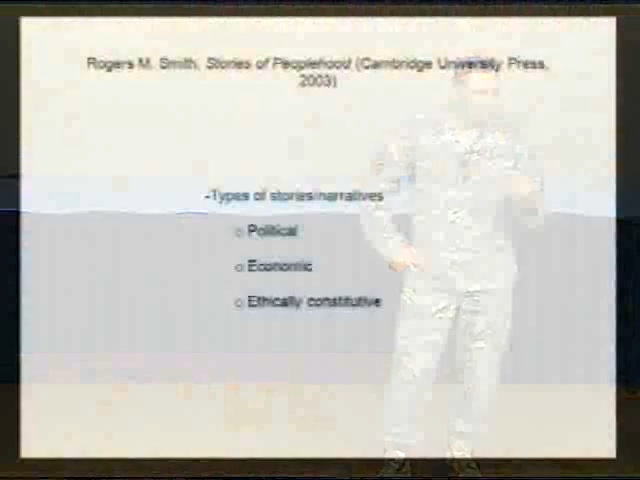 Rogers M. Smith, Stories of Peoplehood (Cambridge University Press,
2003)
-Types of stories/narratives
o Political
o Economic
o Ethically constitutive